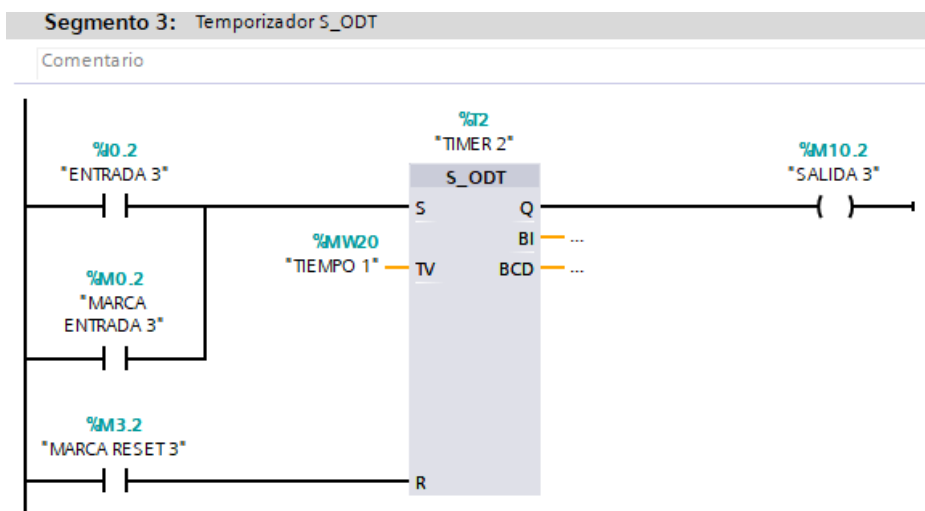 Segmento 3: Temporizador S_ODT
Comentario
%T2
"TIMER 2"
%I0.2
"ENTRADA 3"
%M10.2
"SALIDA 3"
S_ODT
S
Q
%MW20
"TIEMPO 1"
TV
BI
...
BCD
...
%M0.2
"MARCA
ENTRADA 3"
%M3.2
"MARCA RESET 3"
R